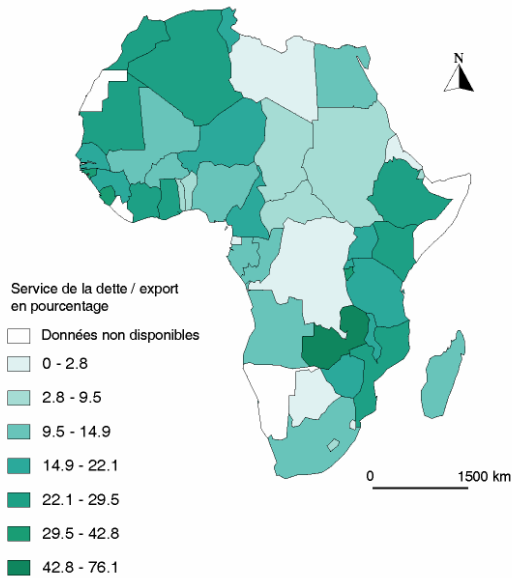 N
Service de la dette / export
en pourcentage
Données non disponibles
0 - 2.8
2.8 - 9.5
9.5 - 14.9
14.9 - 22.1
22.1 - 29.5
29.5 - 42.8
42.8 - 76.1
0 1500 km